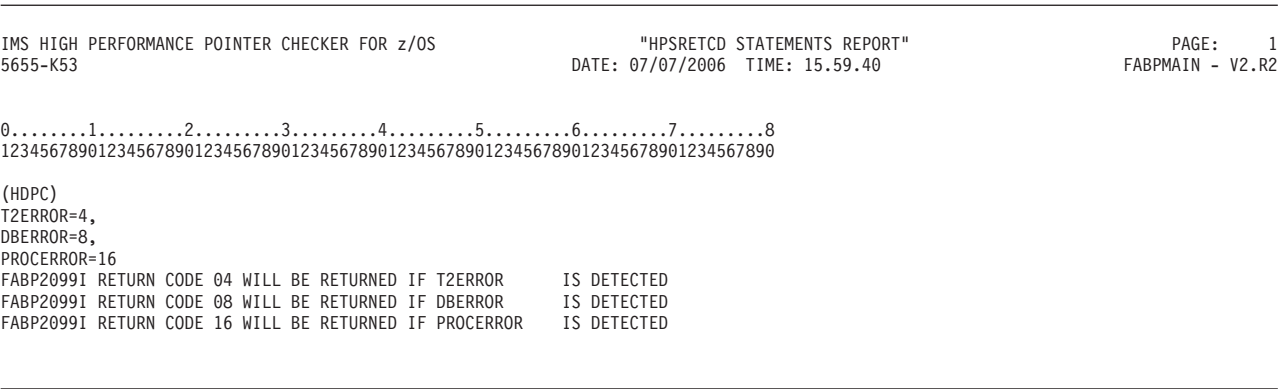 IMS HIGH PERFORMANCE POINTER CHECKER FOR z/OS "HPSRETCD STATEMENTS REPORT" PAGE: 1
5655-K53 DATE: 07/07/2006 TIME: 15.59.40 FABPMAIN - V2.R2
0........1.........2.........3.........4.........5.........6.........7.........8
12345678901234567890123456789012345678901234567890123456789012345678901234567890
(HDPC)
T2ERROR=4,
DBERROR=8,
PROCERROR=16
FABP2099I RETURN CODE 04 WILL BE RETURNED IF T2ERROR IS DETECTED
FABP2099I RETURN CODE 08 WILL BE RETURNED IF DBERROR IS DETECTED
FABP2099I RETURN CODE 16 WILL BE RETURNED IF PROCERROR IS DETECTED